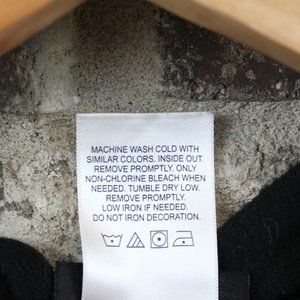 MACHINE WASH COLD WITH
SIMILAR COLORS. INSIDE OUT.
REMOVE PROMPTLY. ONLY
NON-CHLORINE BLEACH WHEN
NEEDED. TUMBLE DRY LOW.
REMOVE PROMPTLY.
LOW IRON IF NEEDED.
DO NOT IRON DECORATION.